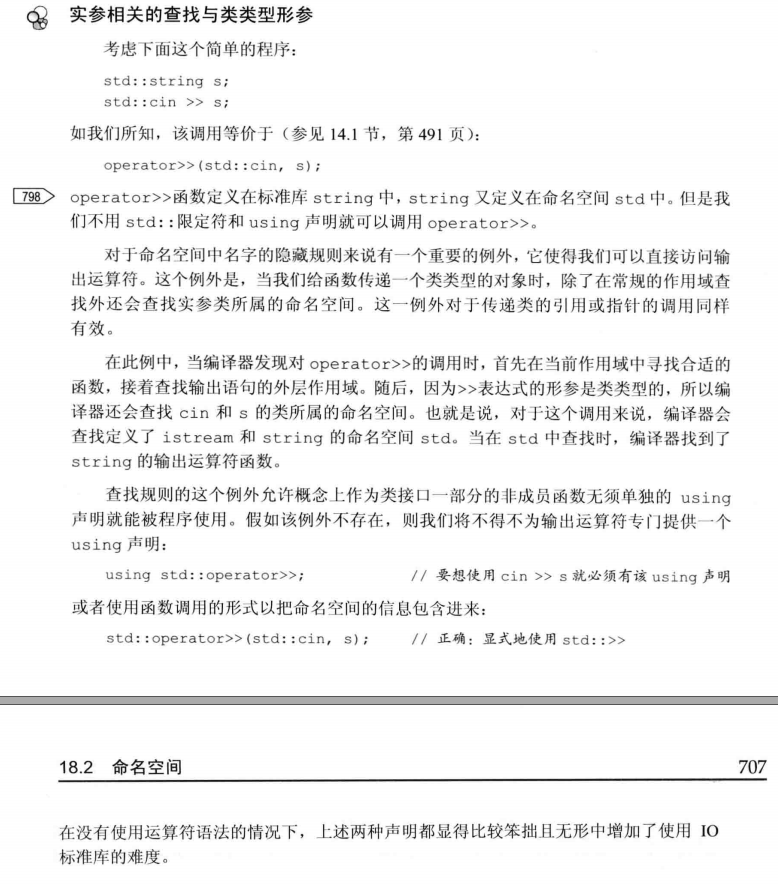 实参相关的查找与类类型形参
考虑下面这个简单的程序：
std::string s;
std::cin >> s;
如我们所知，该调用等价于（参见 14.1 节，第 491 页）：
operator>>(std::cin, s);
798 operator>>函数定义在标准库 string 中，string 又定义在命名空间 std 中。但是我
们不用 std::限定符和 using 声明就可以调用 operator>>。
对于命名空间中名字的隐藏规则来说有一个重要的例外，它使得我们可以直接访问输
出运算符。这个例外是，当我们给函数传递一个类类型的对象时，除了在常规的作用域查
找外还会查找实参类所属的命名空间。这一例外对于传递类的引用或指针的调用同样
有效。
在此例中，当编译器发现对 operator>>的调用时，首先在当前作用域中寻找合适的
函数，接着查找输出语句的外层作用域。随后，因为>>表达式的形参是类类型的，所以编
译器还会查找 cin 和 s 的类所属的命名空间。也就是说，对于这个调用来说，编译器会
查找定义了 istream 和 string 的命名空间 std。当在 std 中查找时，编译器找到了
string 的输出运算符函数。
查找规则的这个例外允许概念上作为类接口一部分的非成员函数无须单独的 using
声明就能被程序使用。假如该例外不存在，则我们将不得不为输出运算符专门提供一个
using 声明：
using std::operator>>; // 要想使用 cin >> s 就必须有该 using 声明
或者使用函数调用的形式以把命名空间的信息包含进来：
std::operator>>(std::cin, s); // 正确：显式地使用 std::>>
18.2 命名空间 707
在没有使用运算符语法的情况下，上述两种声明都显得比较笨拙且无形中增加了使用 IO
标准库的难度。